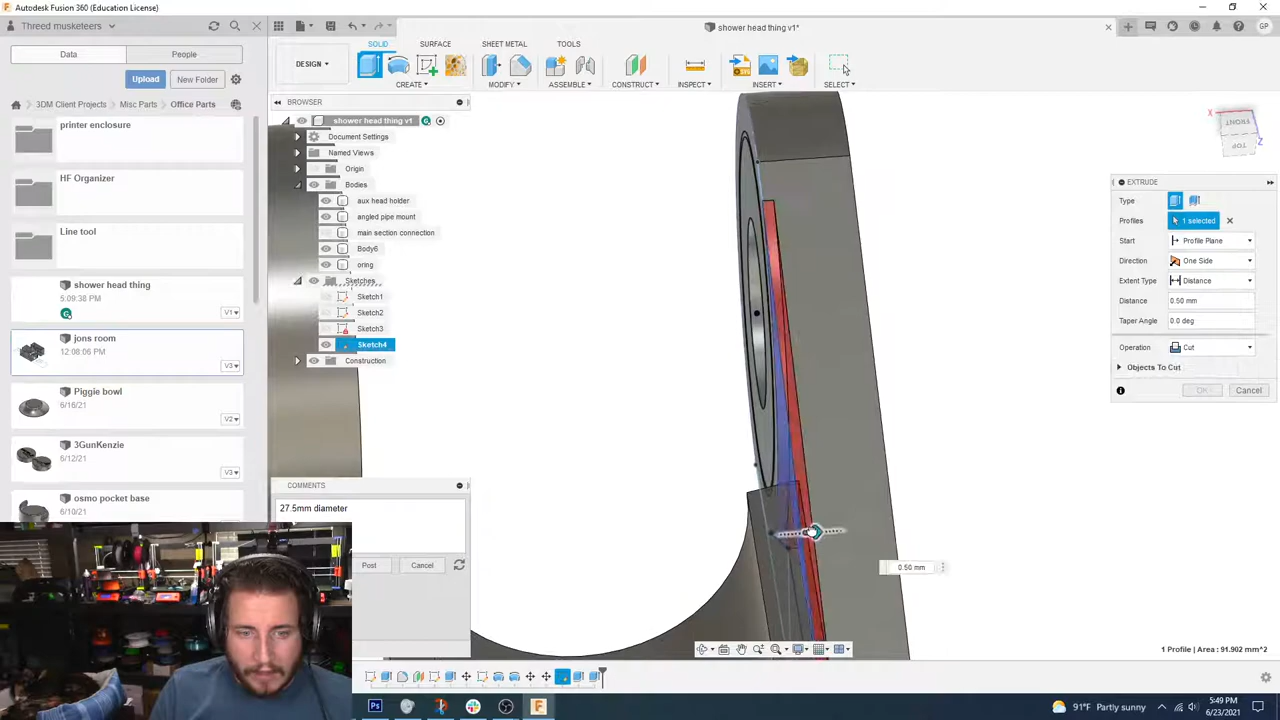 Autodesk Fusion 360 (Education License)
Threed musketeers
shower head thing v1*
GP
Data
People
Upload
New Folder
3DM Client Projects
Misc Parts
Office Parts
printer enclosure
HF Organizer
Line tool
shower head thing
5:09:38 PM
V1
jons room
12:08:06 PM
V3
Piggie bowl
6/16/21
V2
3GunKenzie
6/12/21
V3
osmo pocket base
6/10/21
DESIGN
SOLID
SURFACE
SHEET METAL
TOOLS
CREATE
MODIFY
ASSEMBLE
CONSTRUCT
INSPECT
INSERT
SELECT
BROWSER
shower head thing v1
Document Settings
Named Views
Origin
Bodies
aux head holder
angled pipe mount
main section connection
Body6
oring
Sketches
Sketch1
Sketch2
Sketch3
Sketch4
Construction
COMMENTS
27.5mm diameter
Post
Cancel
X
FRONT
TOP
Z
EXTRUDE
Type
Profiles
1 selected
Start
Profile Plane
Direction
One Side
Extent Type
Distance
Distance
0.50 mm
Taper Angle
0.0 deg
Operation
Cut
Objects To Cut
OK
Cancel
0.50 mm
1 Profile | Area : 91.902 mm^2
91°F Partly sunny
5:49 PM
6/23/2021